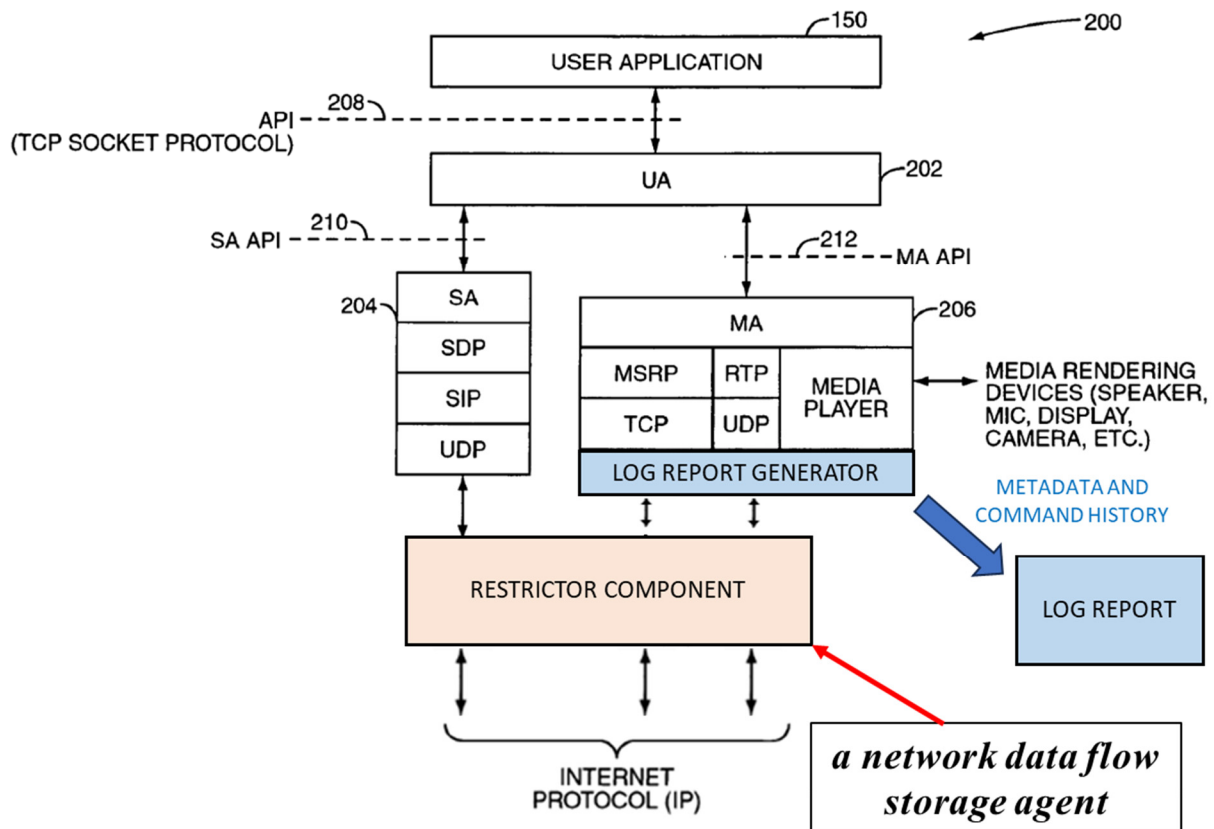 150
200
USER APPLICATION
208
API
(TCP SOCKET PROTOCOL)
UA
202
210
SA API
212
MA API
204
SA
SDP
SIP
UDP
206
MA
MSRP
RTP
TCP
UDP
MEDIA
PLAYER
MEDIA RENDERING
DEVICES (SPEAKER,
MIC, DISPLAY,
CAMERA, ETC.)
LOG REPORT GENERATOR
METADATA AND
COMMAND HISTORY
RESTRICTOR COMPONENT
LOG REPORT
INTERNET
PROTOCOL (IP)
a network data flow
storage agent